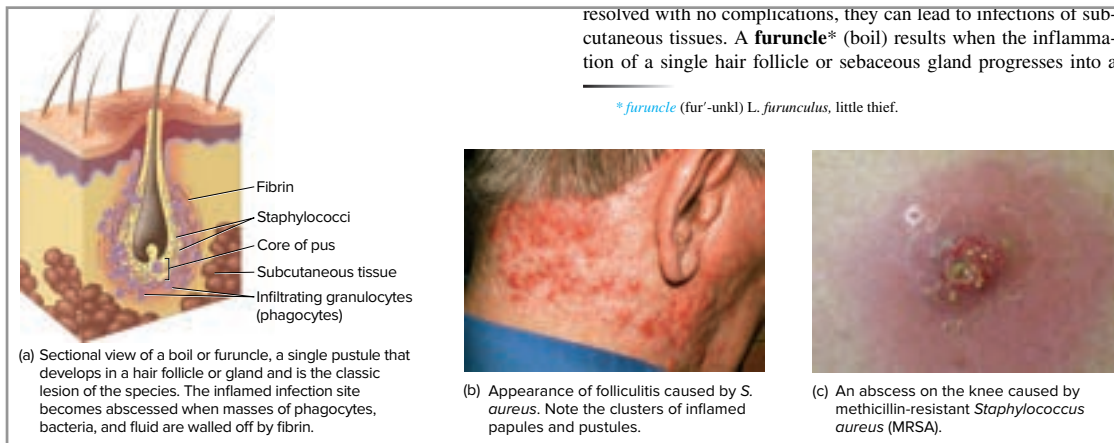 resolved with no complications, they can lead to infections of sub-
cutaneous tissues. A furuncle* (boil) results when the inflamma-
tion of a single hair follicle or sebaceous gland progresses into a
* furuncle (fur′-unkl) L. furunculus, little thief.
Fibrin
Staphylococci
Core of pus
Subcutaneous tissue
Infiltrating granulocytes
(phagocytes)
(a) Sectional view of a boil or furuncle, a single pustule that
develops in a hair follicle or gland and is the classic
lesion of the species. The inflamed infection site
becomes abscessed when masses of phagocytes,
bacteria, and fluid are walled off by fibrin.
(b) Appearance of folliculitis caused by S.
aureus. Note the clusters of inflamed
papules and pustules.
(c) An abscess on the knee caused by
methicillin-resistant Staphylococcus
aureus (MRSA).